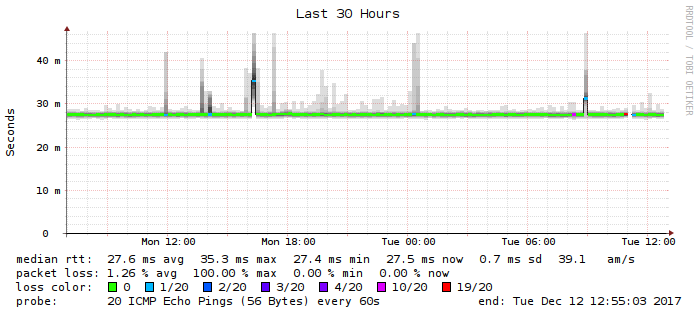 Last 30 Hours
RRDTOOL / TOBI OETIKER
Seconds
40 m
30 m
20 m
10 m
0
Mon 12:00 Mon 18:00 Tue 00:00 Tue 06:00 Tue 12:00
median rtt: 27.6 ms avg 35.3 ms max 27.4 ms min 27.5 ms now 0.7 ms sd 39.1 am/s
packet loss: 1.26 % avg 100.00 % max 0.00 % min 0.00 % now
loss color: 0 1/20 2/20 3/20 4/20 10/20 19/20
probe: 20 ICMP Echo Pings (56 Bytes) every 60s end: Tue Dec 12 12:55:03 2017